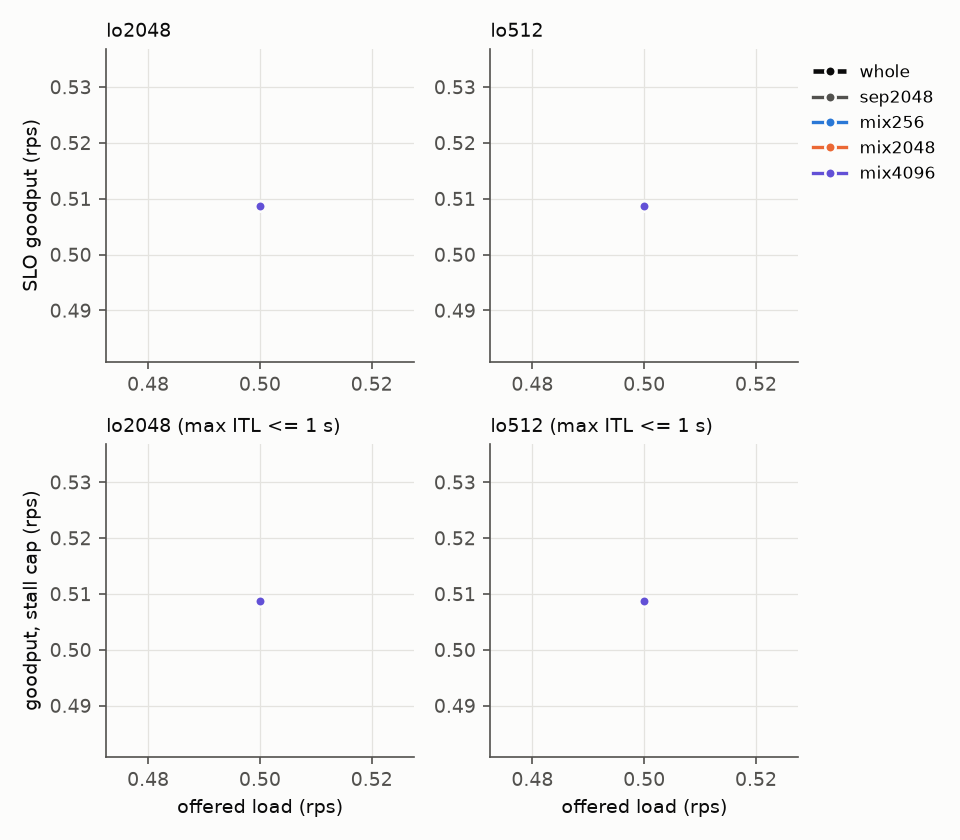 lo2048
lo512
0.53
0.52
0.51
0.50
0.49
SLO goodput (rps)
0.48
0.50
0.52
0.53
0.52
0.51
0.50
0.49
0.48
0.50
0.52
whole
sep2048
mix256
mix2048
mix4096
lo2048 (max ITL <= 1 s)
lo512 (max ITL <= 1 s)
0.53
0.52
0.51
0.50
0.49
goodput, stall cap (rps)
0.48
0.50
0.52
offered load (rps)
0.53
0.52
0.51
0.50
0.49
0.48
0.50
0.52
offered load (rps)